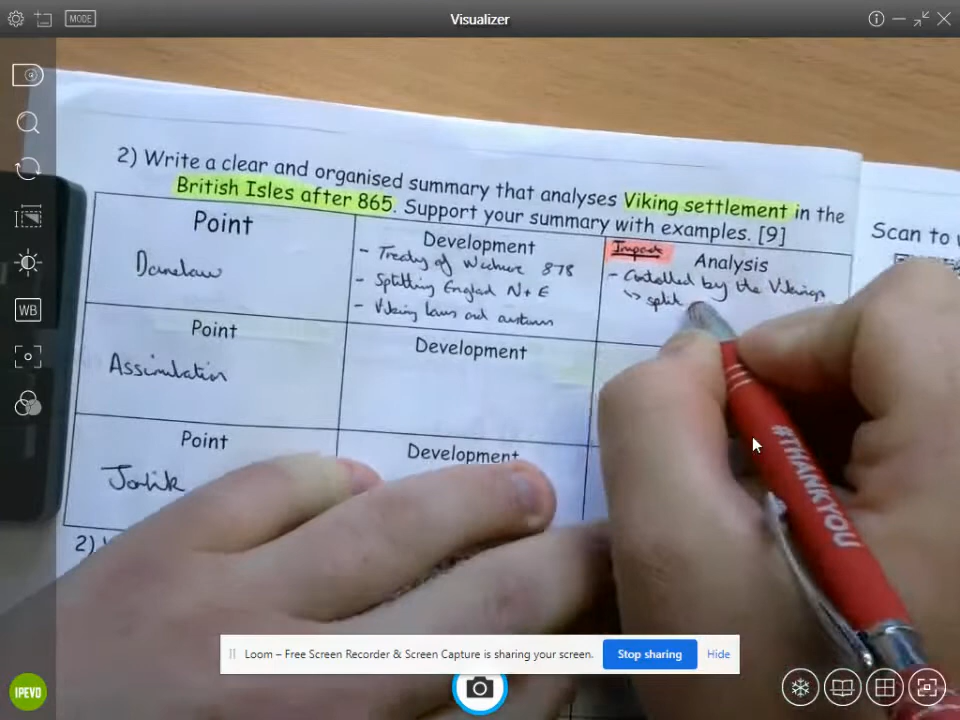 MODE
Visualizer
2) Write a clear and organised summary that analyses Viking settlement in the
British Isles after 865. Support your summary with examples. [9]
Point
Danelaw
Development
- Treaty of Wedmore 878
- Splitting England N + E
- Viking laws and customs
Impact
Analysis
- Controlled by the Vikings
↳ split
Point
Assimilation
Development
Point
Jorvik
Development
2)
Scan to
WB
#THANKYOU
Loom – Free Screen Recorder & Screen Capture is sharing your screen.
Stop sharing
Hide
IPEVO